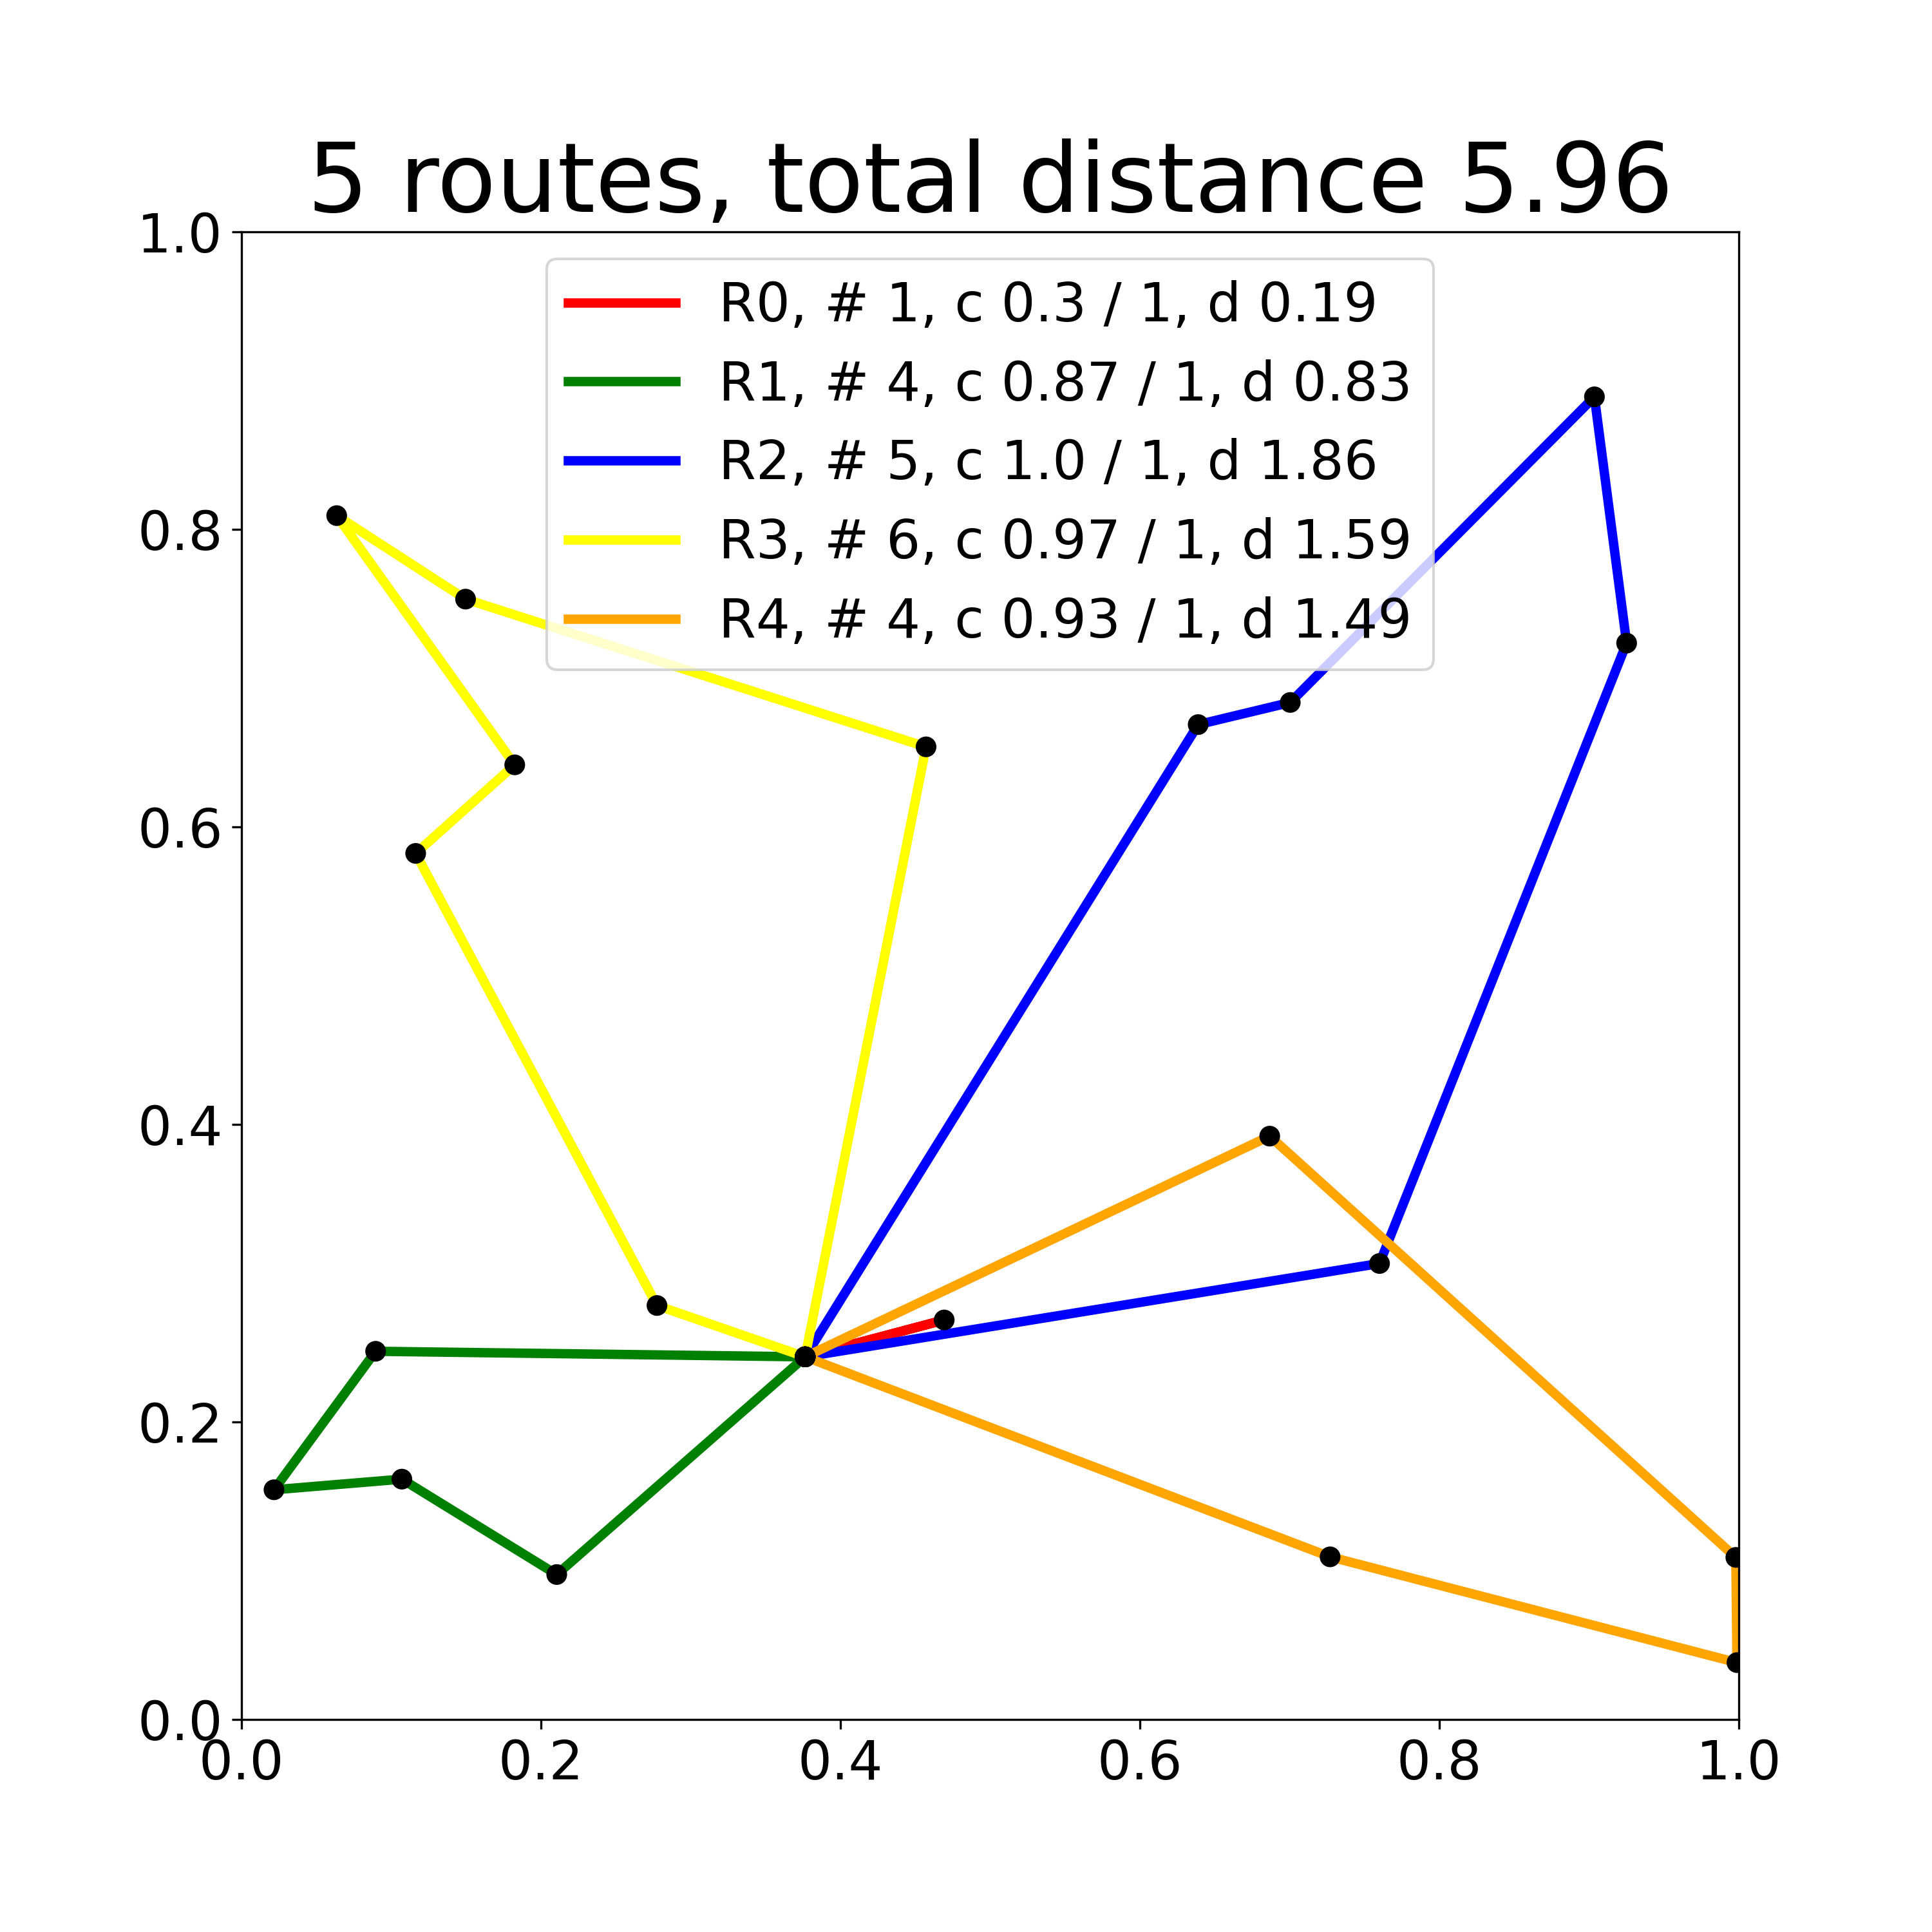 5 routes, total distance 5.96
1.0
R0, # 1, c 0.3 / 1, d 0.19
R1, # 4, c 0.87 / 1, d 0.83
R2, # 5, c 1.0 / 1, d 1.86
R3, # 6, c 0.97 / 1, d 1.59
R4, # 4, c 0.93 / 1, d 1.49
0.8
0.6
0.4
0.2
0.0
0.0 0.2 0.4 0.6 0.8 1.0